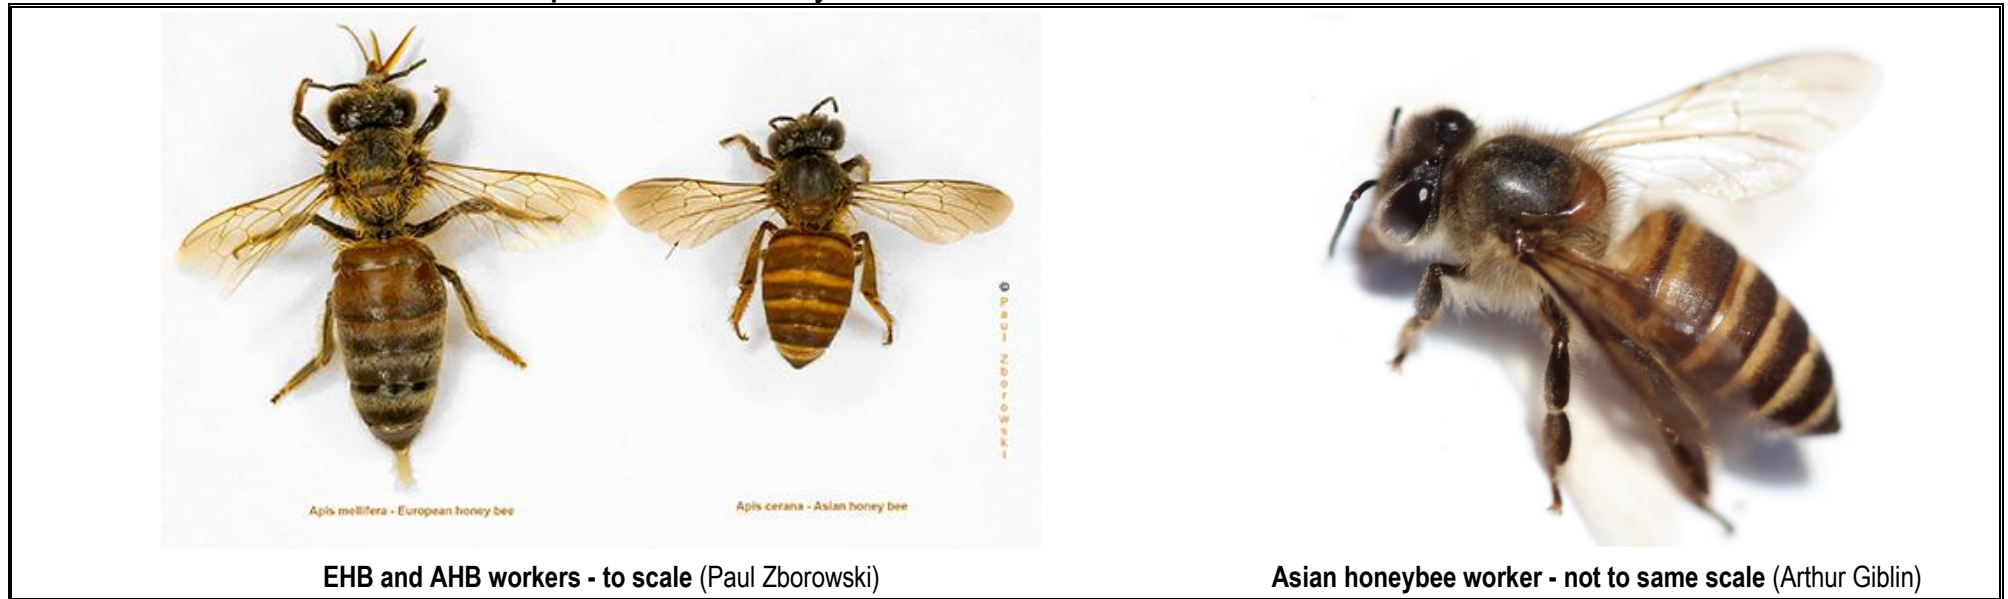 © Paul Zborowski
Apis mellifera - European honey bee
Apis cerana - Asian honey bee
EHB and AHB workers - to scale (Paul Zborowski)
Asian honeybee worker - not to same scale (Arthur Giblin)